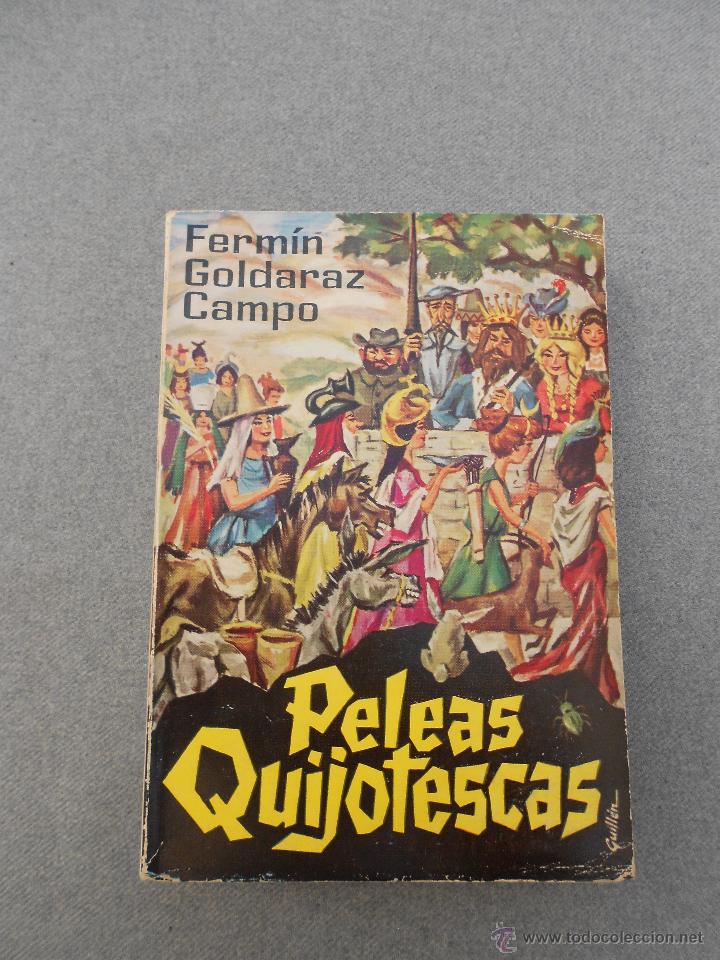 Fermín
Goldaraz
Campo
Peleas
Quijotescas
Guillén
www.todocoleccion.net